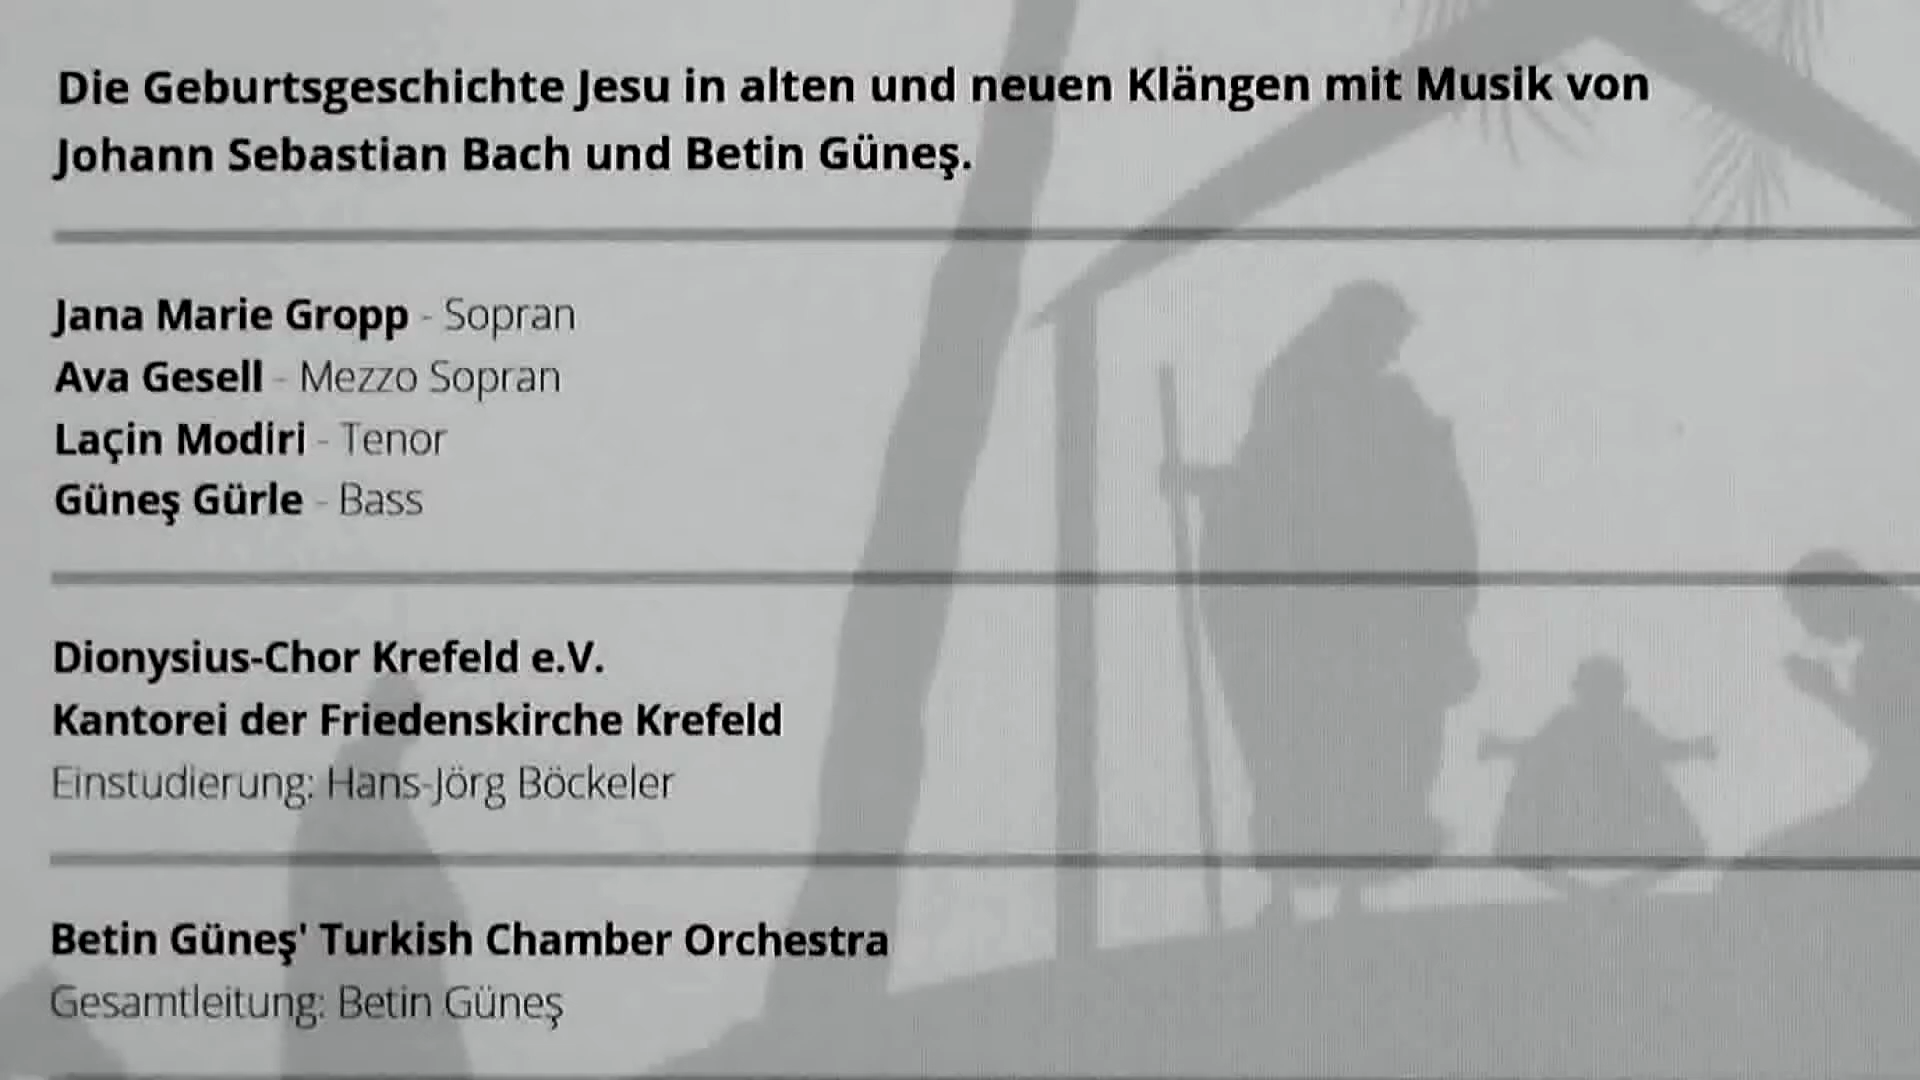 Die Geburtsgeschichte Jesu in alten und neuen Klängen mit Musik von
Johann Sebastian Bach und Betin Güneş.
Jana Marie Gropp - Sopran
Ava Gesell - Mezzo Sopran
Laçin Modiri - Tenor
Güneş Gürle - Bass
Dionysius-Chor Krefeld e.V.
Kantorei der Friedenskirche Krefeld
Einstudierung: Hans-Jörg Böckeler
Betin Güneş' Turkish Chamber Orchestra
Gesamtleitung: Betin Güneş